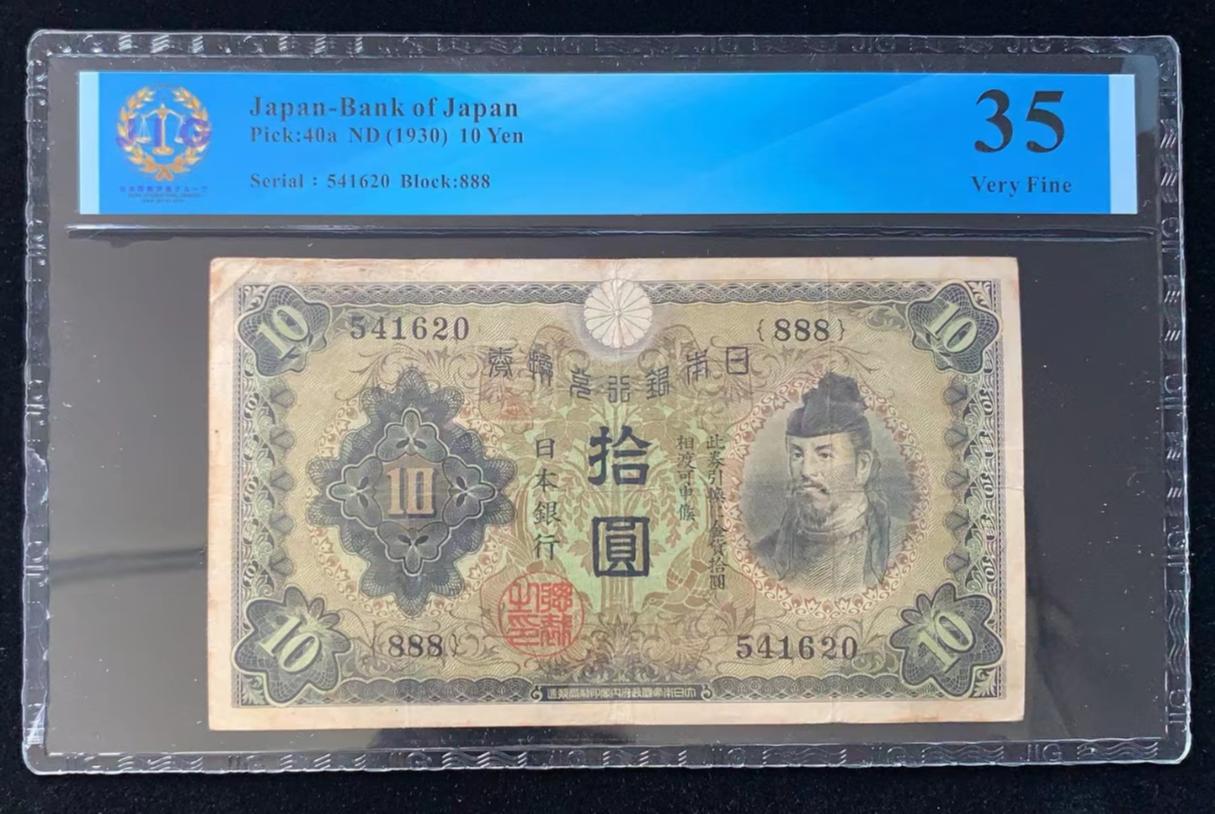 Japan-Bank of Japan
Pick:40a ND (1930) 10 Yen
Serial : 541620 Block:888
35
Very Fine
JIG
10
541620
{888}
10
日本銀行兌換券
拾圓
日本銀行
此券引換ニ金貨拾圓
相渡可申候
10
10
{888}
541620
10